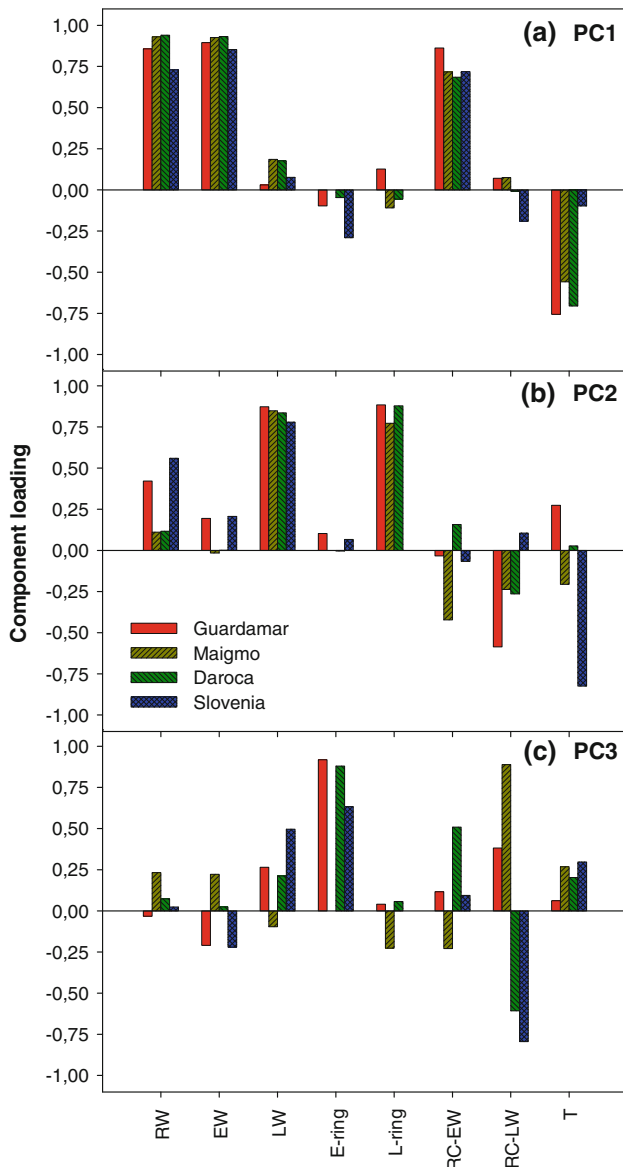 (a) PC1
1,00
0,75
0,50
0,25
0,00
-0,25
-0,50
-0,75
-1,00
(b) PC2
1,00
0,75
0,50
0,25
0,00
-0,25
-0,50
-0,75
-1,00
Component loading
Guardamar
Maigmo
Daroca
Slovenia
(c) PC3
1,00
0,75
0,50
0,25
0,00
-0,25
-0,50
-0,75
-1,00
RW
EW
LW
E-ring
L-ring
RC-EW
RC-LW
T